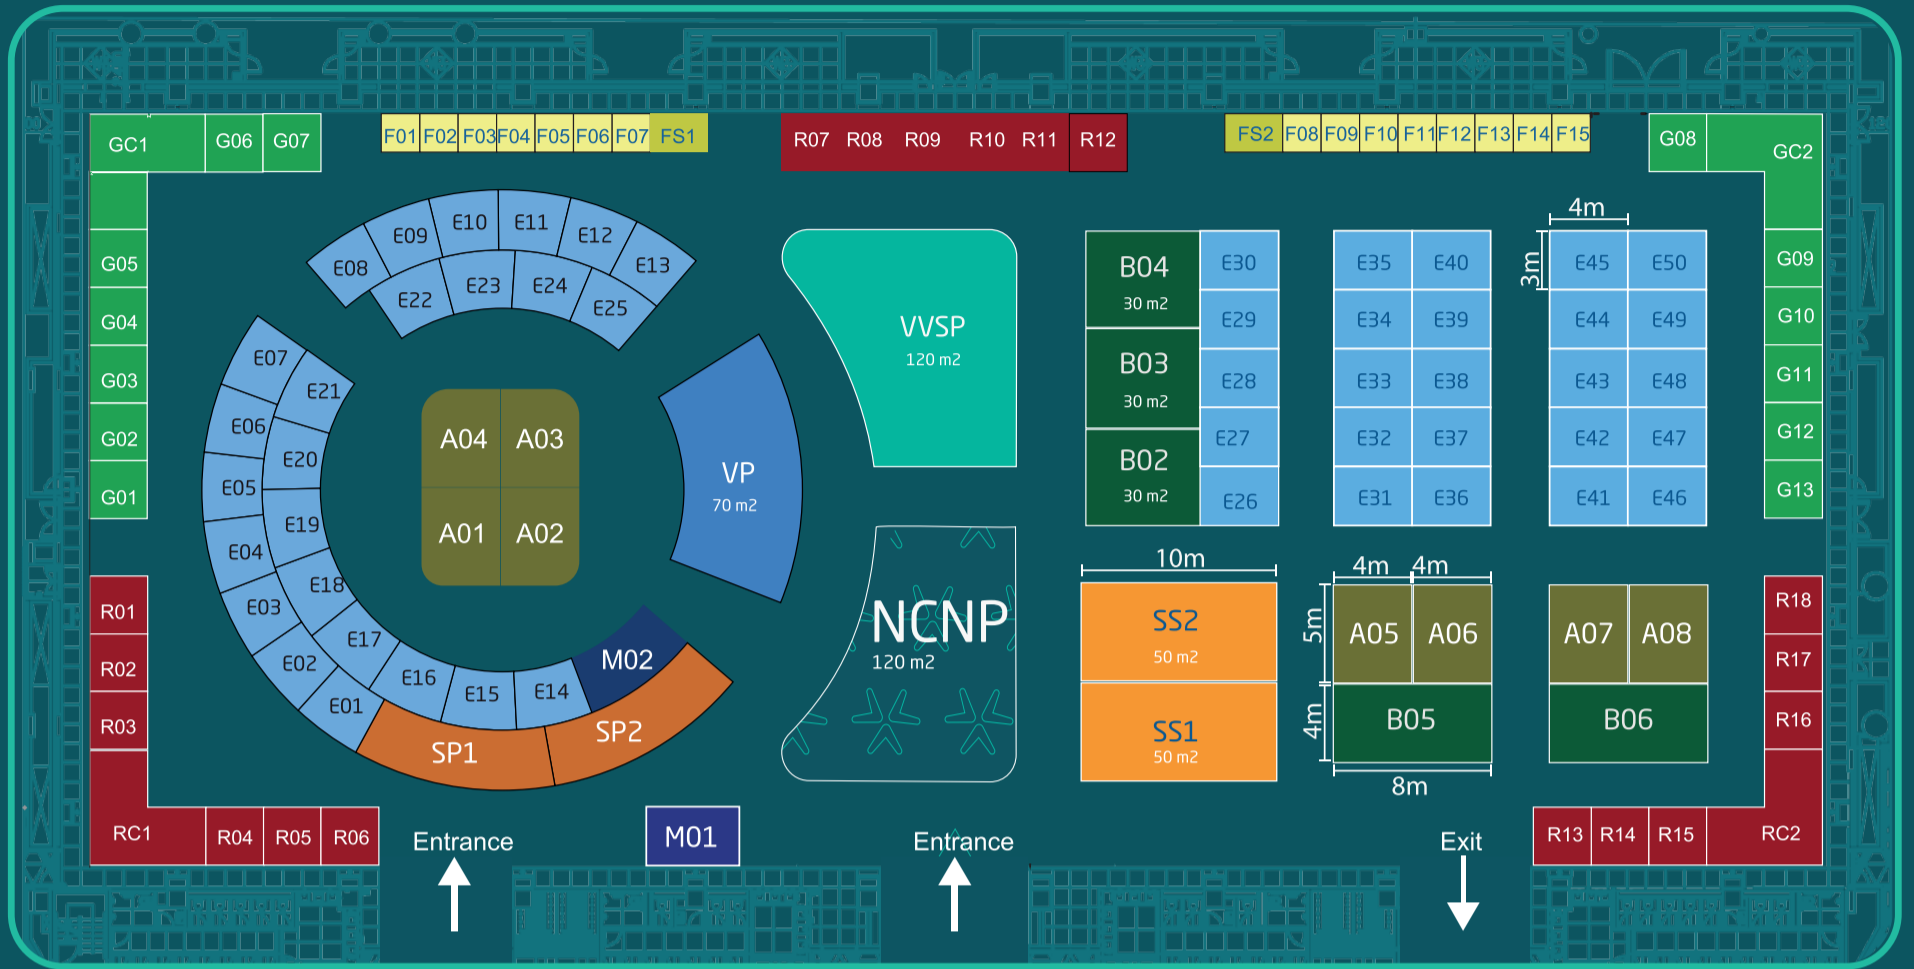 GC1 G06 G07
F01 F02 F03 F04 F05 F06 F07 FS1
R07 R08 R09 R10 R11 R12
FS2 F08 F09 F10 F11 F12 F13 F14 F15
G08 GC2
G05
G04
G03
G02
G01
E08 E09 E10 E11 E12 E13
E22 E23 E24 E25
E07 E21
E06 E20
E05 E19
E04 E18
E03 E17
E02 E16 E15 E14 M02
E01 SP1 SP2
A04 A03
A01 A02
VP
70 m2
VVSP
120 m2
NCNP
120 m2
B04
30 m2
B03
30 m2
B02
30 m2
E30
E29
E28
E27
E26
E35 E40
E34 E39
E33 E38
E32 E37
E31 E36
4m
3m
E45 E50
E44 E49
E43 E48
E42 E47
E41 E46
G09
G10
G11
G12
G13
10m
SS2
50 m2
SS1
50 m2
4m 4m
5m
A05 A06
4m
B05
8m
A07 A08
B06
R01
R02
R03
RC1 R04 R05 R06
R18
R17
R16
R13 R14 R15 RC2
Entrance
M01
Entrance
Exit